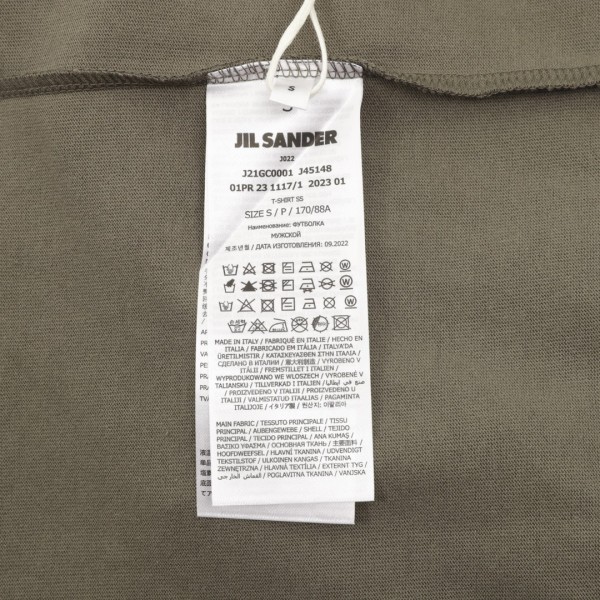 S
JIL SANDER
J022
J21GC0001 J45148
01PR 23 1117/1 2023 01
T-SHIRT SS
SIZE S / P / 170/88A
Наименование: ФУТБОЛКА
МУЖСКОЙ
제조년월 / ДАТА ИЗГОТОВЛЕНИЯ: 09.2022
MADE IN ITALY / FABRIQUÉ EN ITALIE / HECHO EN
ITALIA / FABRICADO EM ITÁLIA / ITALYA'DA
ÜRETILMISTIR / ΚΑΤΑΣΚΕΥΑΖΕΙΝ ΣΤΗΝ ΙΤΑΛΙΑ /
СДЕЛАНО В ИТАЛИИ / 意大利制造 / VYROBENO V
ITÁLII / FREMSTILLET I ITALIEN /
WYPRODUKOWANO WE WŁOSZECH / VYROBENÉ V
TALIANSKU / TILLVERKAD I ITALIEN / صنع في ايطاليا
/ PROIZVEDENO V ITALIJI / PROIZVEDENO U
ITALIJI / VALMISTATUD ITAALIAS / PAGAMINTA
ITALIJOJE / イタリア製 / 원산지: 이탈리아
MAIN FABRIC / TESSUTO PRINCIPALE / TISSU
PRINCIPAL / AUBENGEWEBE / SHELL / TEJIDO
PRINCIPAL / TECIDO PRINCIPAL / ANA KUMAŞ /
ΒΑΣΙΚΟ ΥΦΑΣΜΑ / ОСНОВНАЯ ТКАНЬ / 主要面料 /
HOOFDWEEFSEL / HLAVNÍ TKANINA / UDVENDIGT
TEKSTILSTOF / ULKOINEN KANGAS / TKANINA
ZEWNĘTRZNA / HLAVNÁ TEXTÍLIA / EXTERNT TYG /
القماش الخارجي / POGLAVITNA TKANINA / VANJSKA